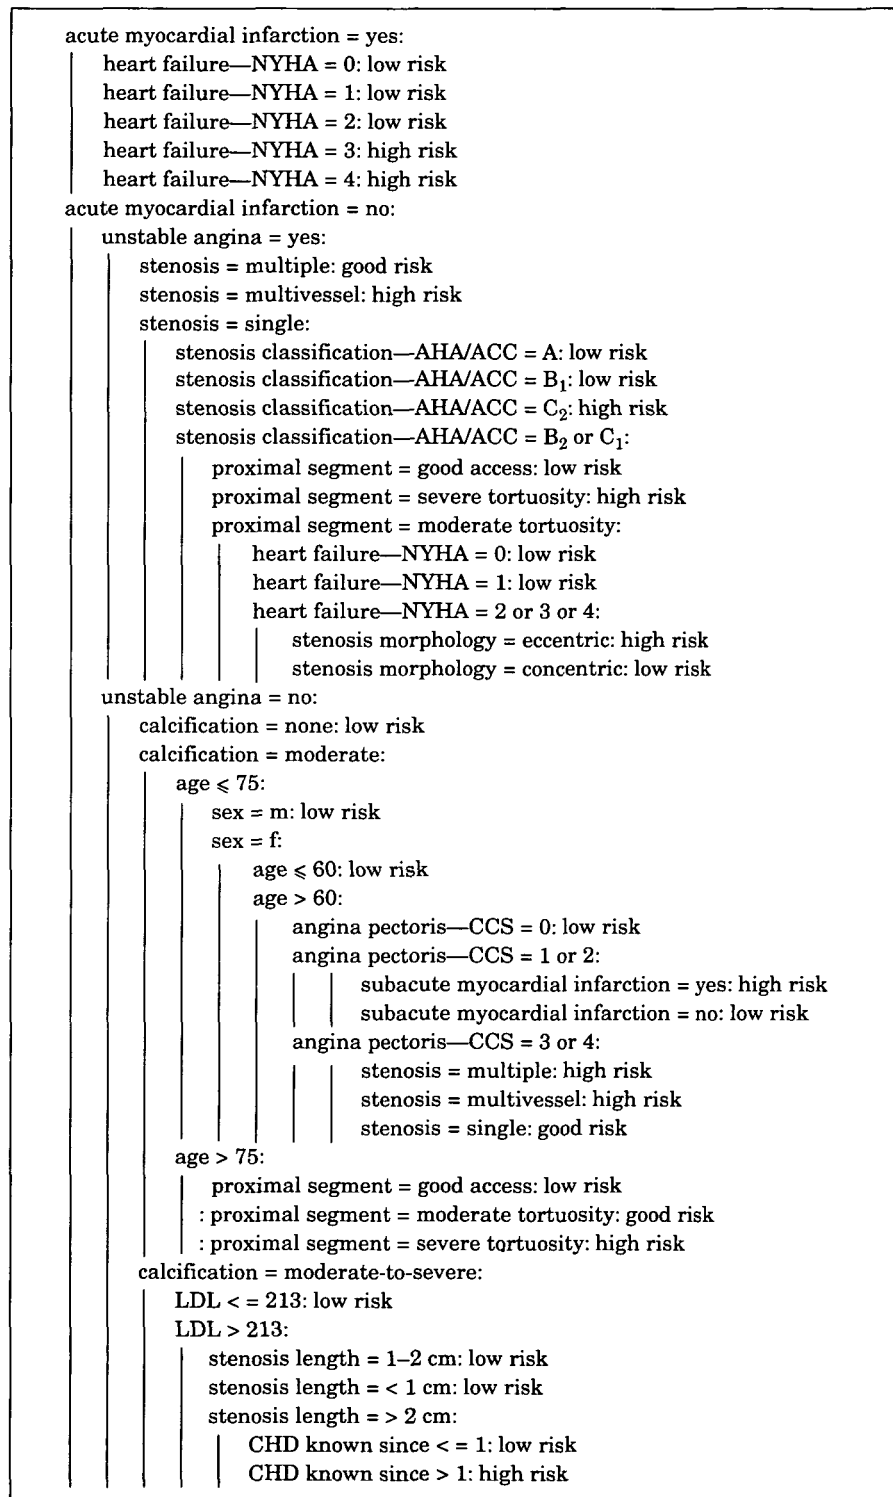 acute myocardial infarction = yes:
heart failure—NYHA = 0: low risk
heart failure—NYHA = 1: low risk
heart failure—NYHA = 2: low risk
heart failure—NYHA = 3: high risk
heart failure—NYHA = 4: high risk
acute myocardial infarction = no:
unstable angina = yes:
stenosis = multiple: good risk
stenosis = multivessel: high risk
stenosis = single:
stenosis classification—AHA/ACC = A: low risk
stenosis classification—AHA/ACC = B₁: low risk
stenosis classification—AHA/ACC = C₂: high risk
stenosis classification—AHA/ACC = B₂ or C₁:
proximal segment = good access: low risk
proximal segment = severe tortuosity: high risk
proximal segment = moderate tortuosity:
heart failure—NYHA = 0: low risk
heart failure—NYHA = 1: low risk
heart failure—NYHA = 2 or 3 or 4:
stenosis morphology = eccentric: high risk
stenosis morphology = concentric: low risk
unstable angina = no:
calcification = none: low risk
calcification = moderate:
age ⩽ 75:
sex = m: low risk
sex = f:
age ⩽ 60: low risk
age > 60:
angina pectoris—CCS = 0: low risk
angina pectoris—CCS = 1 or 2:
subacute myocardial infarction = yes: high risk
subacute myocardial infarction = no: low risk
angina pectoris—CCS = 3 or 4:
stenosis = multiple: high risk
stenosis = multivessel: high risk
stenosis = single: good risk
age > 75:
proximal segment = good access: low risk
: proximal segment = moderate tortuosity: good risk
: proximal segment = severe tortuosity: high risk
calcification = moderate-to-severe:
LDL < = 213: low risk
LDL > 213:
stenosis length = 1–2 cm: low risk
stenosis length = < 1 cm: low risk
stenosis length = > 2 cm:
CHD known since < = 1: low risk
CHD known since > 1: high risk